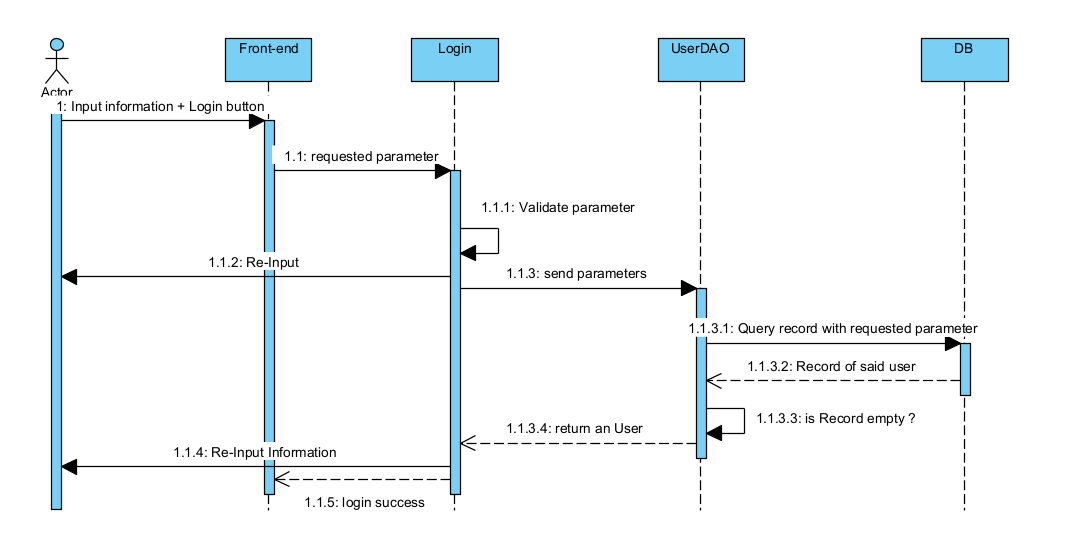 Front-end
Login
UserDAO
DB
Actor
1: Input information + Login button
1.1: requested parameter
1.1.1: Validate parameter
1.1.2: Re-Input
1.1.3: send parameters
1.1.3.1: Query record with requested parameter
1.1.3.2: Record of said user
1.1.3.3: is Record empty ?
1.1.3.4: return an User
1.1.4: Re-Input Information
1.1.5: login success